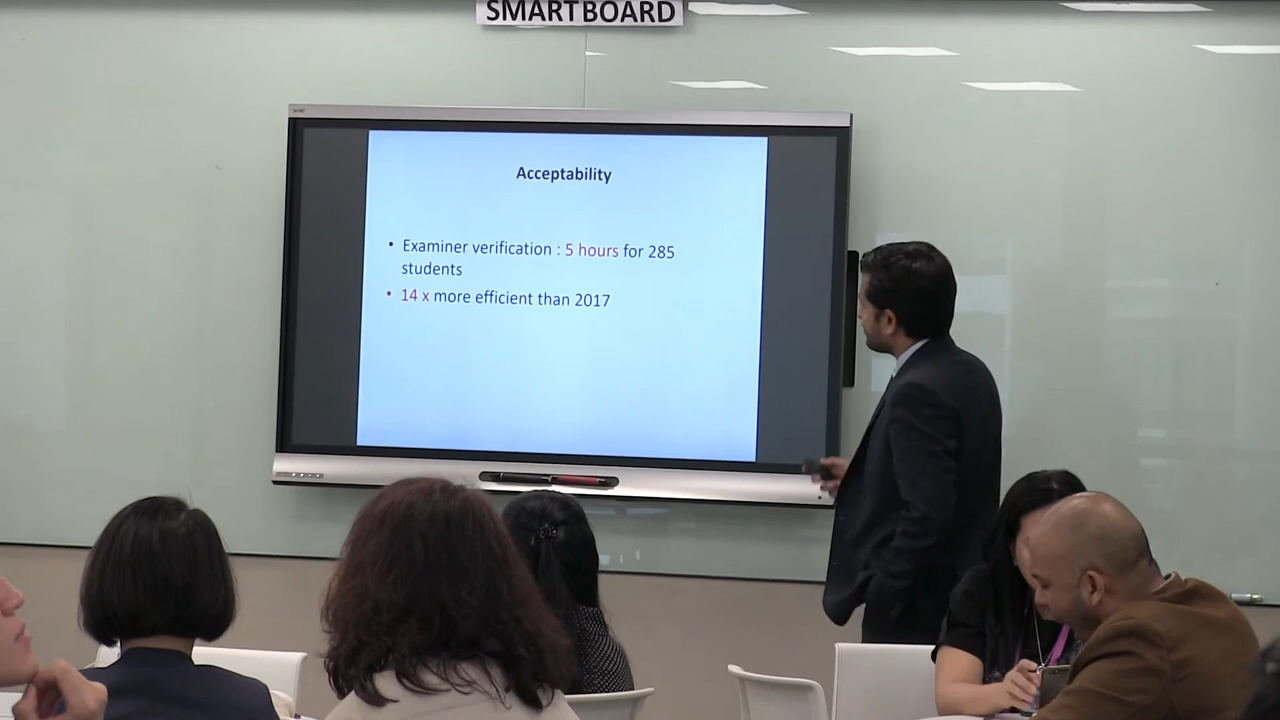 SMARTBOARD
Acceptability
• Examiner verification : 5 hours for 285
students
• 14 x more efficient than 2017